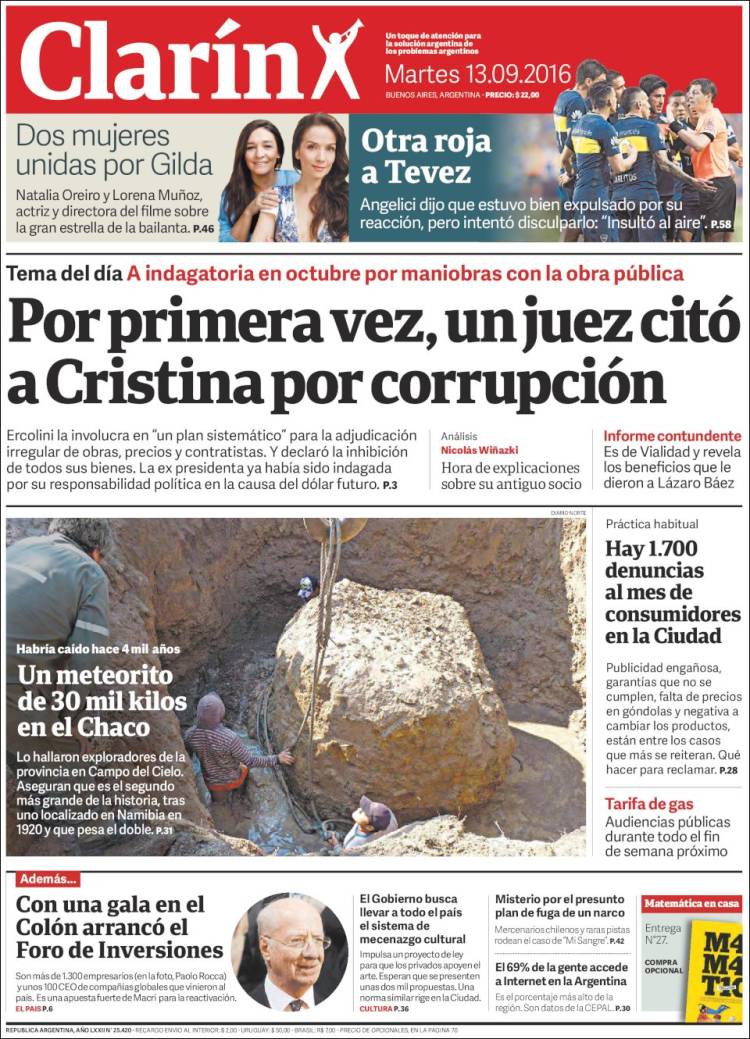 Clarín
Un toque de atención para
la solución argentina de
los problemas argentinos
Martes 13.09.2016
BUENOS AIRES, ARGENTINA - PRECIO: $ 22,00
Dos mujeres
unidas por Gilda
Natalia Oreiro y Lorena Muñoz,
actriz y directora del filme sobre
la gran estrella de la bailanta. P.46
Otra roja
a Tevez
Angelici dijo que estuvo bien expulsado por su
reacción, pero intentó disculparlo: “Insultó al aire”. P.58
Tema del día A indagatoria en octubre por maniobras con la obra pública
Por primera vez, un juez citó
a Cristina por corrupción
Ercolini la involucra en “un plan sistemático” para la adjudicación
irregular de obras, precios y contratistas. Y declaró la inhibición
de todos sus bienes. La ex presidenta ya había sido indagada
por su responsabilidad política en la causa del dólar futuro. P.3
Análisis
Nicolás Wiñazki
Hora de explicaciones
sobre su antiguo socio
Informe contundente
Es de Vialidad y revela
los beneficios que le
dieron a Lázaro Báez
DIARIO NORTE
Habría caído hace 4 mil años
Un meteorito
de 30 mil kilos
en el Chaco
Lo hallaron exploradores de la
provincia en Campo del Cielo.
Aseguran que es el segundo
más grande de la historia, tras
uno localizado en Namibia en
1920 y que pesa el doble. P.31
Práctica habitual
Hay 1.700
denuncias
al mes de
consumidores
en la Ciudad
Publicidad engañosa,
garantías que no se
cumplen, falta de precios
en góndolas y negativa a
cambiar los productos,
están entre los casos
que más se reiteran. Qué
hacer para reclamar. P.28
Tarifa de gas
Audiencias públicas
durante todo el fin
de semana próximo
Además...
Con una gala en el
Colón arrancó el
Foro de Inversiones
Son más de 1.300 empresarios (en la foto, Paolo Rocca)
y unos 100 CEO de compañías globales que vinieron al
país. Es una apuesta fuerte de Macri para la reactivación.
EL PAIS P.6
El Gobierno busca
llevar a todo el país
el sistema de
mecenazgo cultural
Impulsa un proyecto de ley
para que los privados apoyen el
arte. Esperan que se presenten
unas dos mil propuestas. Una
norma similar rige en la Ciudad.
CULTURA P.36
Misterio por el presunto
plan de fuga de un narco
Mercenarios chilenos y raras pistas
rodean el caso de “Mi Sangre”. P.42
El 69% de la gente accede
a Internet en la Argentina
Es el porcentaje más alto de la
región. Son datos de la CEPAL. P.30
Matemática en casa
Entrega
N°27.
COMPRA
OPCIONAL
REPUBLICA ARGENTINA, AÑO LXXII N° 25.420 - RECARGO ENVIO AL INTERIOR: $ 2,00 - URUGUAY: $ 50,00 - BRASIL: R$ 7,00 - PRECIO DE OPCIONALES, EN LA PAGINA 70